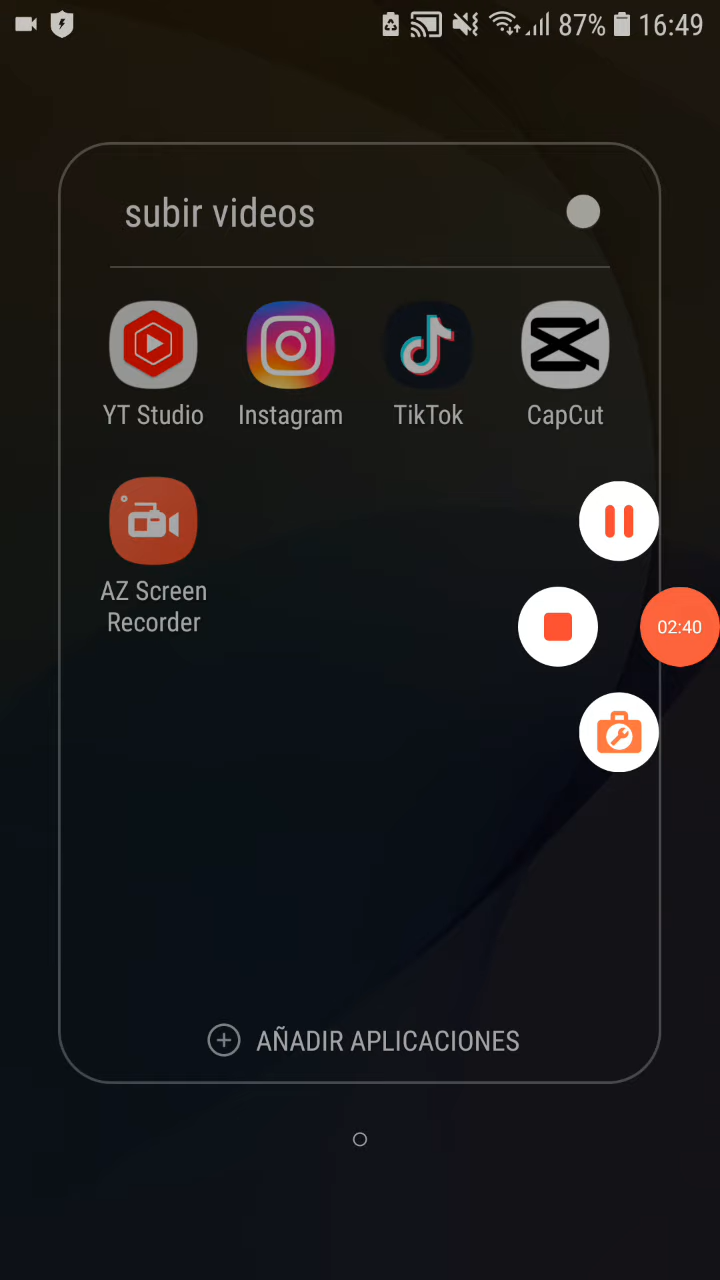 87% 16:49
subir videos
YT Studio Instagram TikTok CapCut
AZ Screen
Recorder
02:40
AÑADIR APLICACIONES